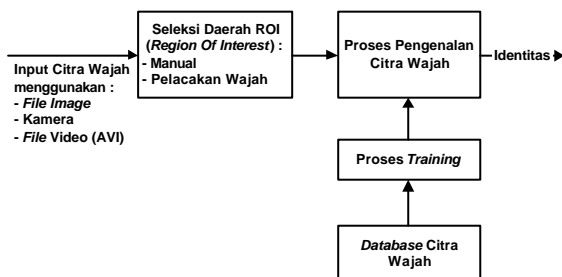 Input Citra Wajah
menggunakan :
- File Image
- Kamera
- File Video (AVI)
Seleksi Daerah ROI
(Region Of Interest) :
- Manual
- Pelacakan Wajah
Proses Pengenalan
Citra Wajah
Identitas
Proses Training
Database Citra
Wajah